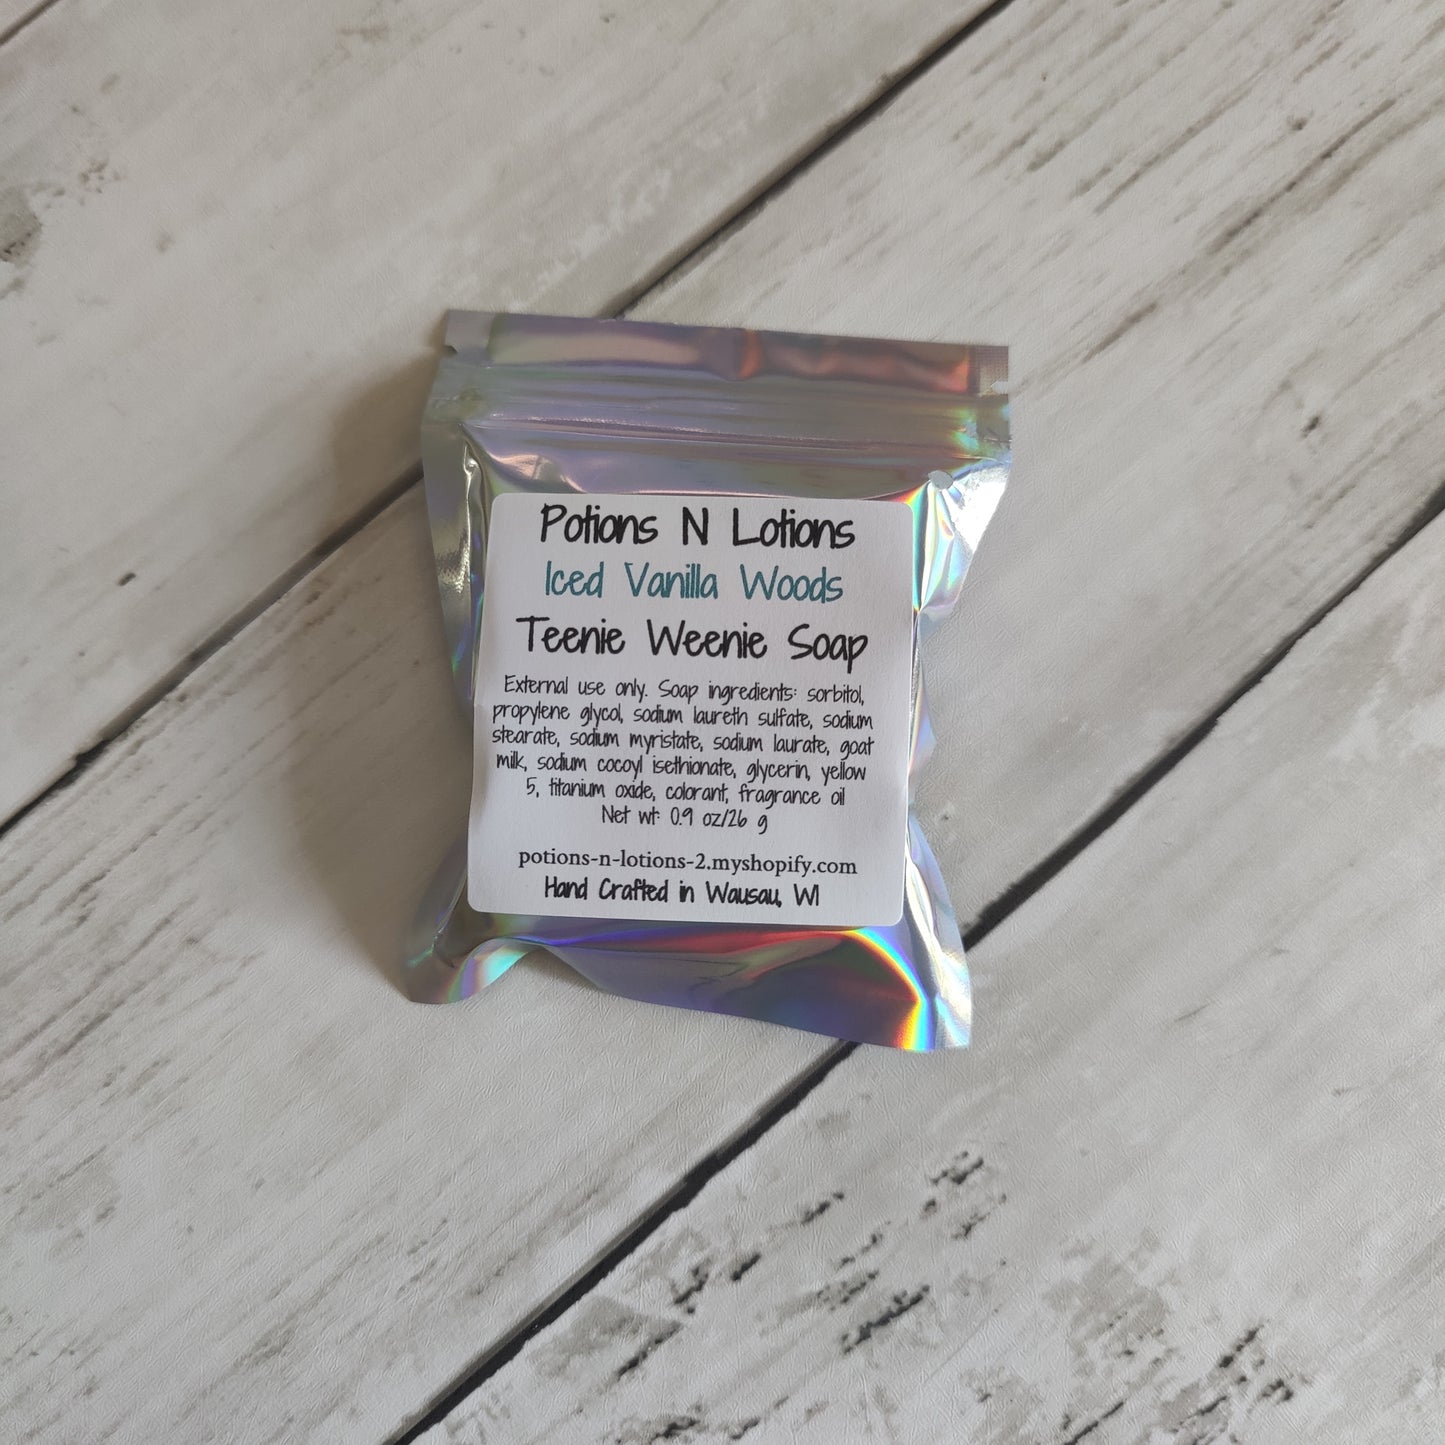 Potions N Lotions
Iced Vanilla Woods
Teenie Weenie Soap
External use only. Soap ingredients: sorbitol,
propylene glycol, sodium laureth sulfate, sodium
stearate, sodium myristate, sodium laurate, goat
milk, sodium cocoyl isethionate, glycerin, yellow
5, titanium oxide, colorant, fragrance oil
Net wt: 0.9 oz/26 g
potions-n-lotions-2.myshopify.com
Hand Crafted in Wausau, WI